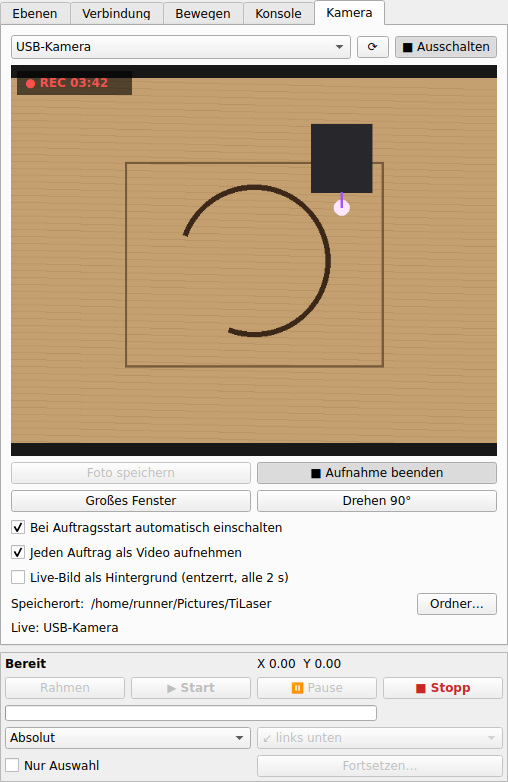 Ebenen Verbindung Bewegen Konsole Kamera
USB-Kamera ⟳ ■ Ausschalten
● REC 03:42
Foto speichern ■ Aufnahme beenden
Großes Fenster Drehen 90°
Bei Auftragsstart automatisch einschalten
Jeden Auftrag als Video aufnehmen
Live-Bild als Hintergrund (entzerrt, alle 2 s)
Speicherort: /home/runner/Pictures/TiLaser Ordner…
Live: USB-Kamera
Bereit X 0.00 Y 0.00
Rahmen ▶ Start ⏸ Pause ■ Stopp
Absolut ↙ links unten
Nur Auswahl Fortsetzen…